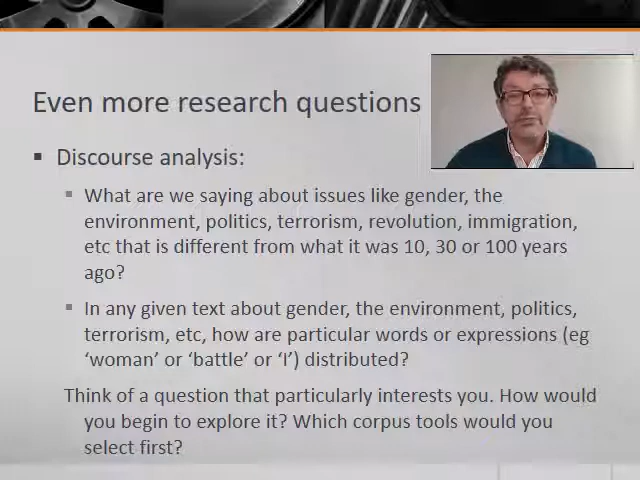 Even more research questions
Discourse analysis:
What are we saying about issues like gender, the
environment, politics, terrorism, revolution, immigration,
etc that is different from what it was 10, 30 or 100 years
ago?
In any given text about gender, the environment, politics,
terrorism, etc, how are particular words or expressions (eg
‘woman’ or ‘battle’ or ‘I’) distributed?
Think of a question that particularly interests you. How would
you begin to explore it? Which corpus tools would you
select first?